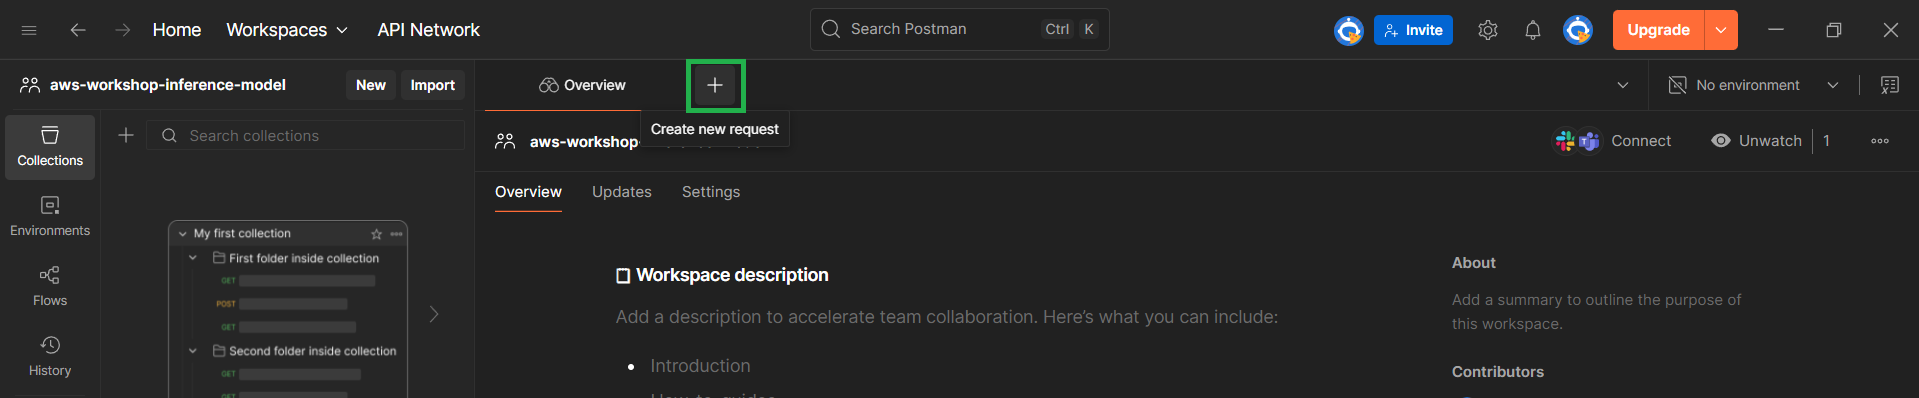 Home Workspaces API Network Search Postman Ctrl K Invite Upgrade
aws-workshop-inference-model New Import Overview No environment
Create new request
Search collections
Collections
aws-workshop- Connect Unwatch 1
Overview Updates Settings
Environments
My first collection
First folder inside collection
GET
POST
GET
Second folder inside collection
GET
GET
Flows
History
Workspace description
Add a description to accelerate team collaboration. Here's what you can include:
Introduction
About
Add a summary to outline the purpose of
this workspace.
Contributors